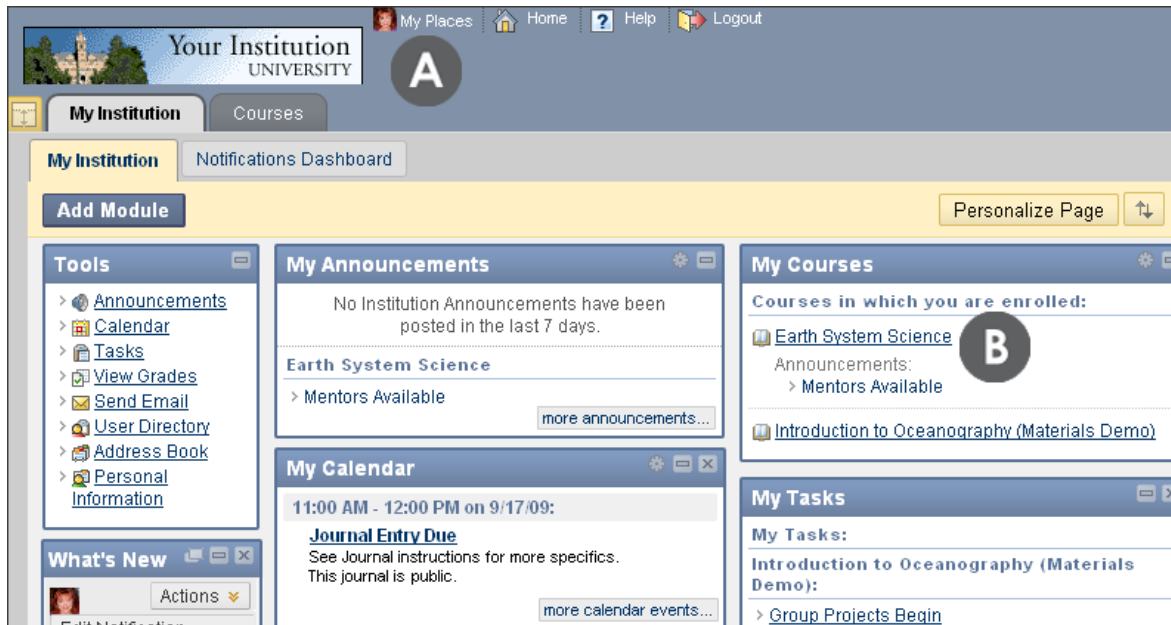 My Places Home ? Help Logout
Your Institution
UNIVERSITY
A
My Institution Courses
My Institution Notifications Dashboard
Add Module Personalize Page
Tools
Announcements
Calendar
Tasks
View Grades
Send Email
User Directory
Address Book
Personal
Information
What's New
Actions
Edit Notification
My Announcements
No Institution Announcements have been
posted in the last 7 days.
Earth System Science
Mentors Available
more announcements...
My Calendar
11:00 AM - 12:00 PM on 9/17/09:
Journal Entry Due
See Journal instructions for more specifics.
This journal is public.
more calendar events...
My Courses
Courses in which you are enrolled:
Earth System Science
B
Announcements:
Mentors Available
Introduction to Oceanography (Materials Demo)
My Tasks
My Tasks:
Introduction to Oceanography (Materials
Demo):
Group Projects Begin